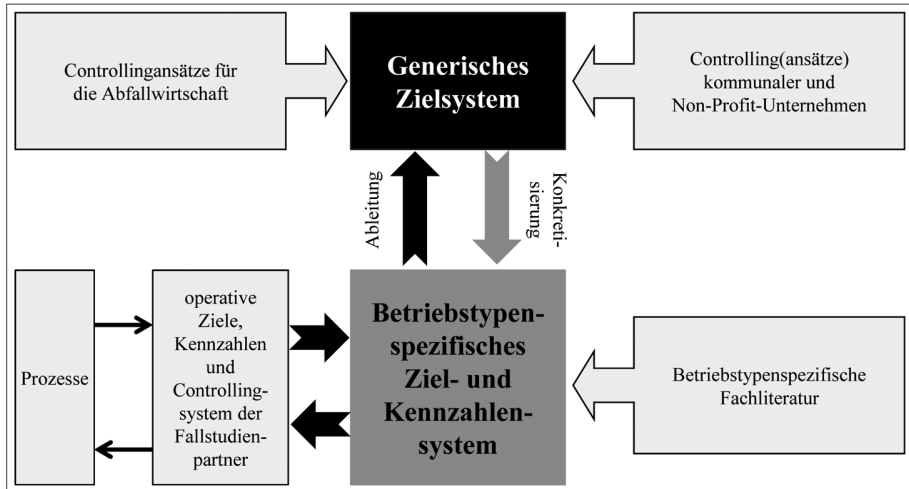 Controllingansätze für
die Abfallwirtschaft
Generisches
Zielsystem
Controlling(ansätze)
kommunaler und
Non-Profit-Unternehmen
Ableitung
Konkreti-
sierung
Prozesse
operative
Ziele,
Kennzahlen
und
Controlling-
system der
Fallstudien-
partner
Betriebstypen-
spezifisches
Ziel- und
Kennzahlen-
system
Betriebstypenspezifische
Fachliteratur